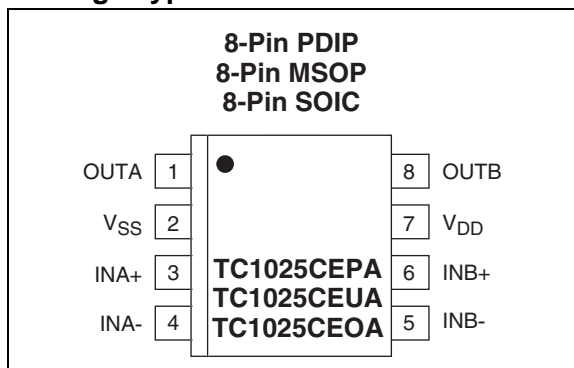 8-Pin PDIP
8-Pin MSOP
8-Pin SOIC
OUTA 1 8 OUTB
VSS 2 7 VDD
INA+ 3 TC1025CEPA 6 INB+
TC1025CEUA
INA- 4 TC1025CEOA 5 INB-